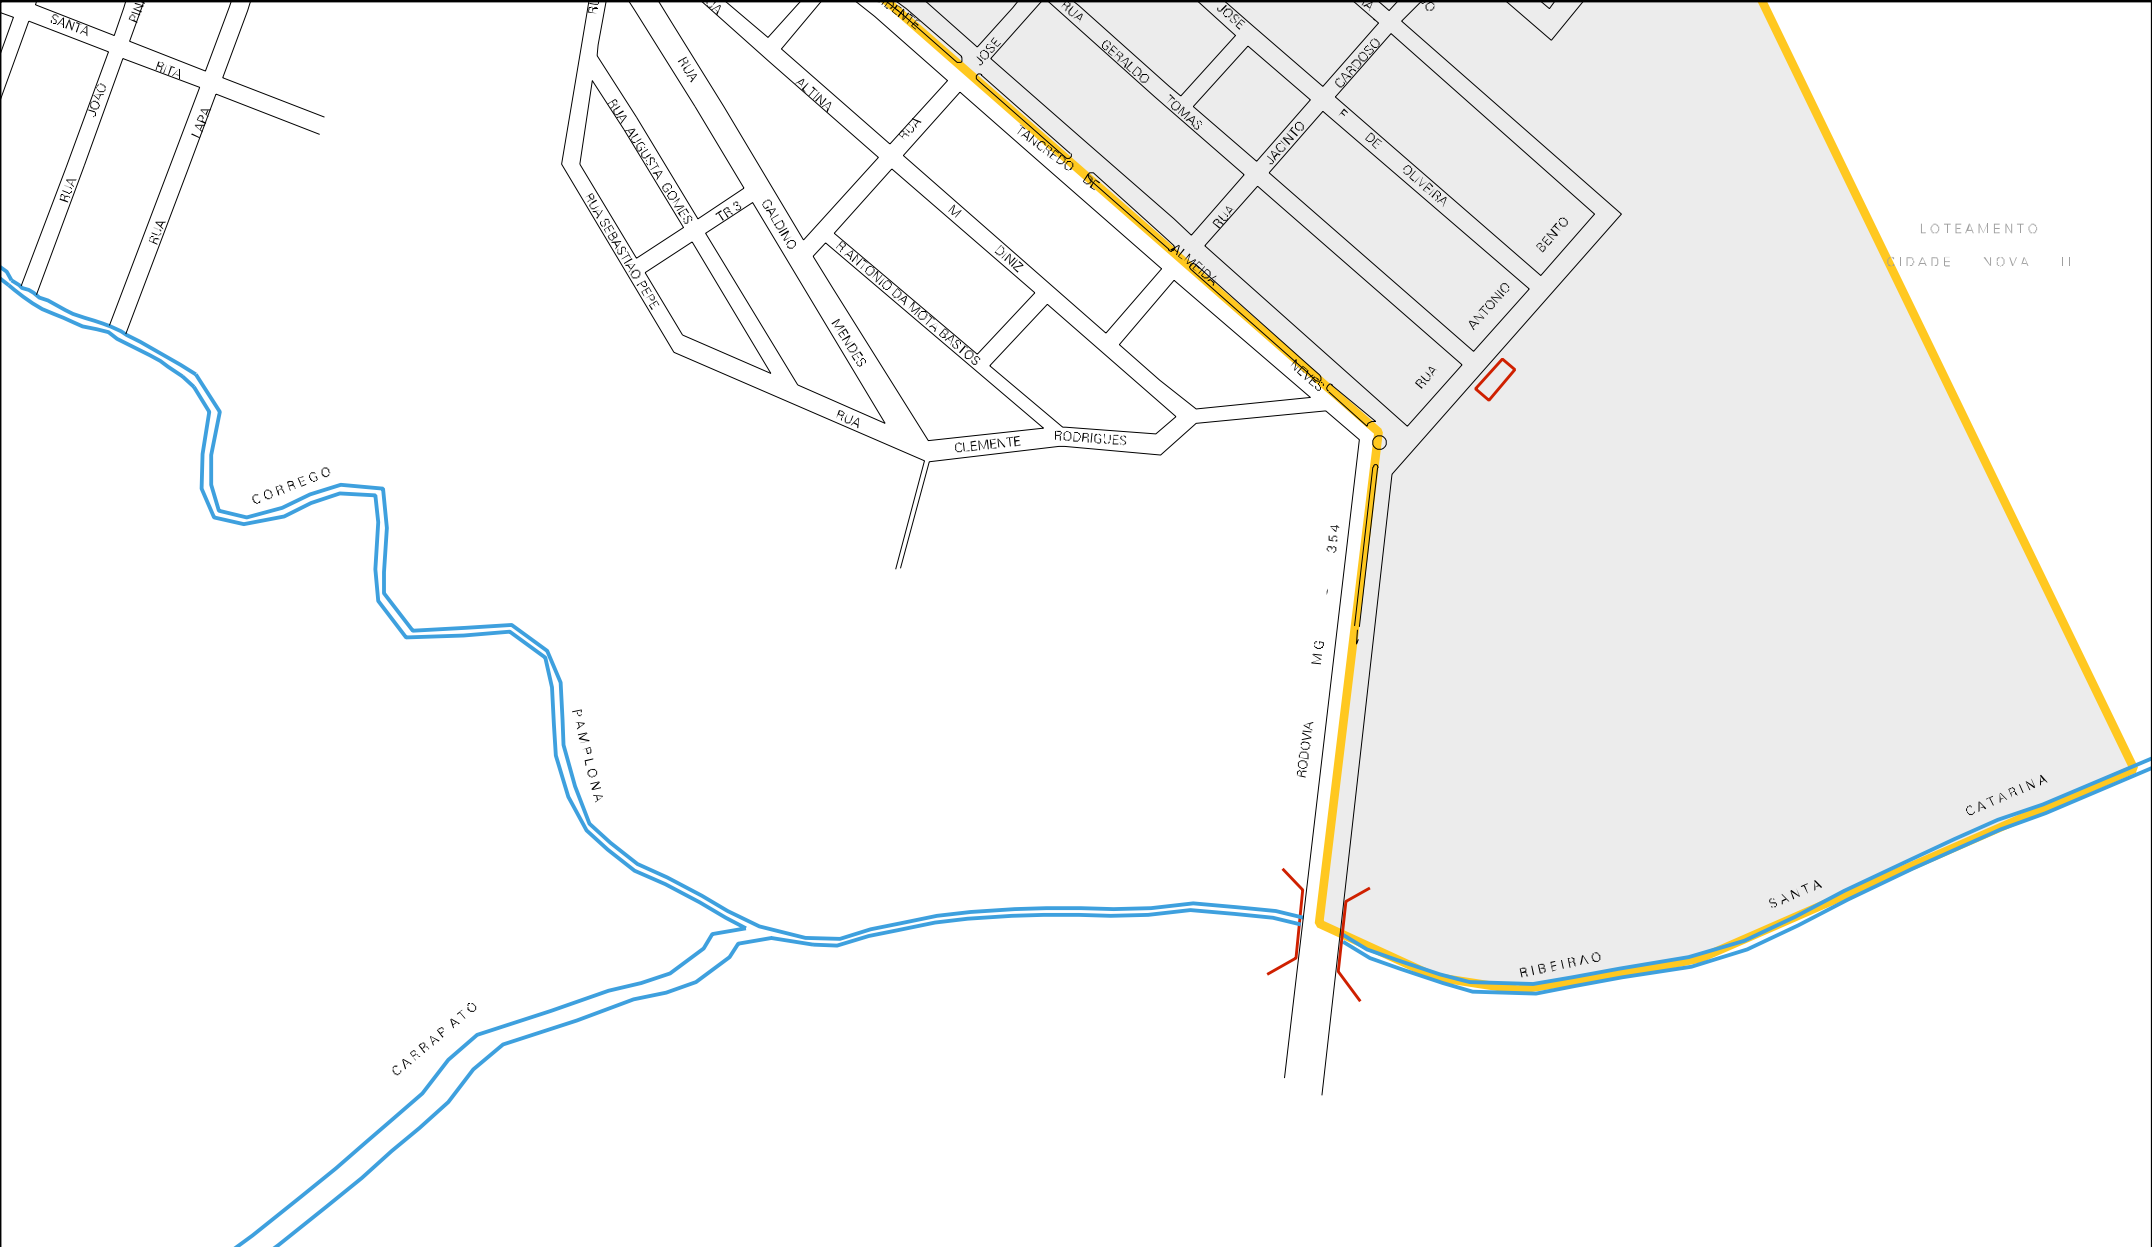 SANTA
RITA
JOAO
RUA
LAPA
RUA
RUA
GALDINO
MENDES
RUA AUGUSTA GOMES
RUA SEBASTIAO PEPE
TR.3
ALTINA
M
DINIZ
RUA
JOSE
R ANTONIO DA MOTA BASTOS
RUA
CLEMENTE
RODRIGUES
TANCREDO
DE
ALMEIDA
NEVES
RUA
GERALDO
TOMAS
JOSE
F
DE
OLIVEIRA
RUA
JACINTO
CARDOSO
RUA
ANTONIO
BENTO
LOTEAMENTO
CIDADE NOVA II
CORREGO
PAMPLONA
CARRAPATO
RODOVIA
MG
-
354
RIBEIRAO
SANTA
CATARINA